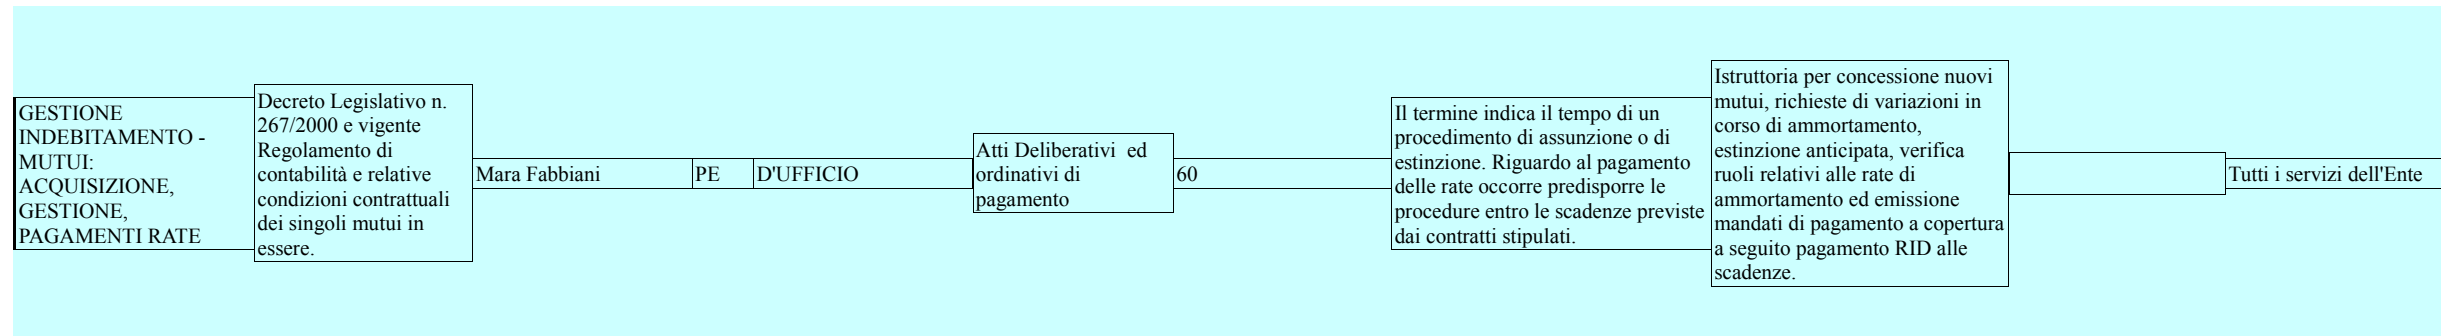 GESTIONE
INDEBITAMENTO -
MUTUI:
ACQUISIZIONE,
GESTIONE,
PAGAMENTI RATE
Decreto Legislativo n.
267/2000 e vigente
Regolamento di
contabilità e relative
condizioni contrattuali
dei singoli mutui in
essere.
Mara Fabbiani
PE
D'UFFICIO
Atti Deliberativi ed
ordinativi di
pagamento
60
Il termine indica il tempo di un
procedimento di assunzione o di
estinzione. Riguardo al pagamento
delle rate occorre predisporre le
procedure entro le scadenze previste
dai contratti stipulati.
Istruttoria per concessione nuovi
mutui, richieste di variazioni in
corso di ammortamento,
estinzione anticipata, verifica
ruoli relativi alle rate di
ammortamento ed emissione
mandati di pagamento a copertura
a seguito pagamento RID alle
scadenze.
Tutti i servizi dell'Ente